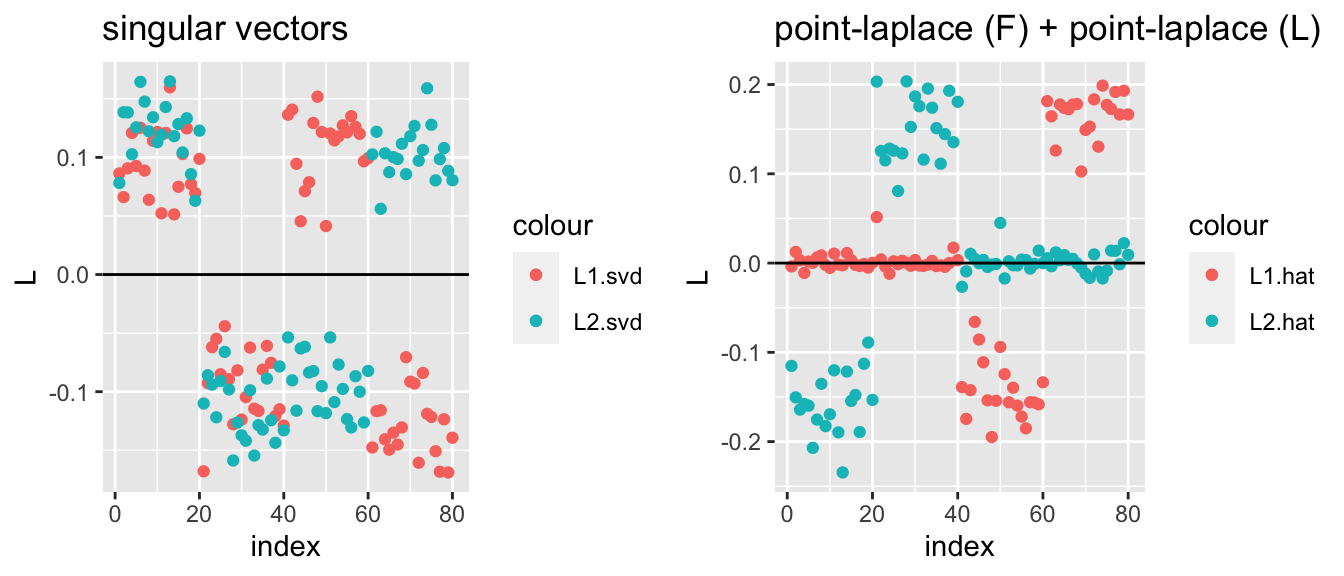 singular vectors
L
0.1
0.0
-0.1
0
20
40
60
80
index
colour
L1.svd
L2.svd
point-laplace (F) + point-laplace (L)
L
0.2
0.1
0.0
-0.1
-0.2
0
20
40
60
80
index
colour
L1.hat
L2.hat